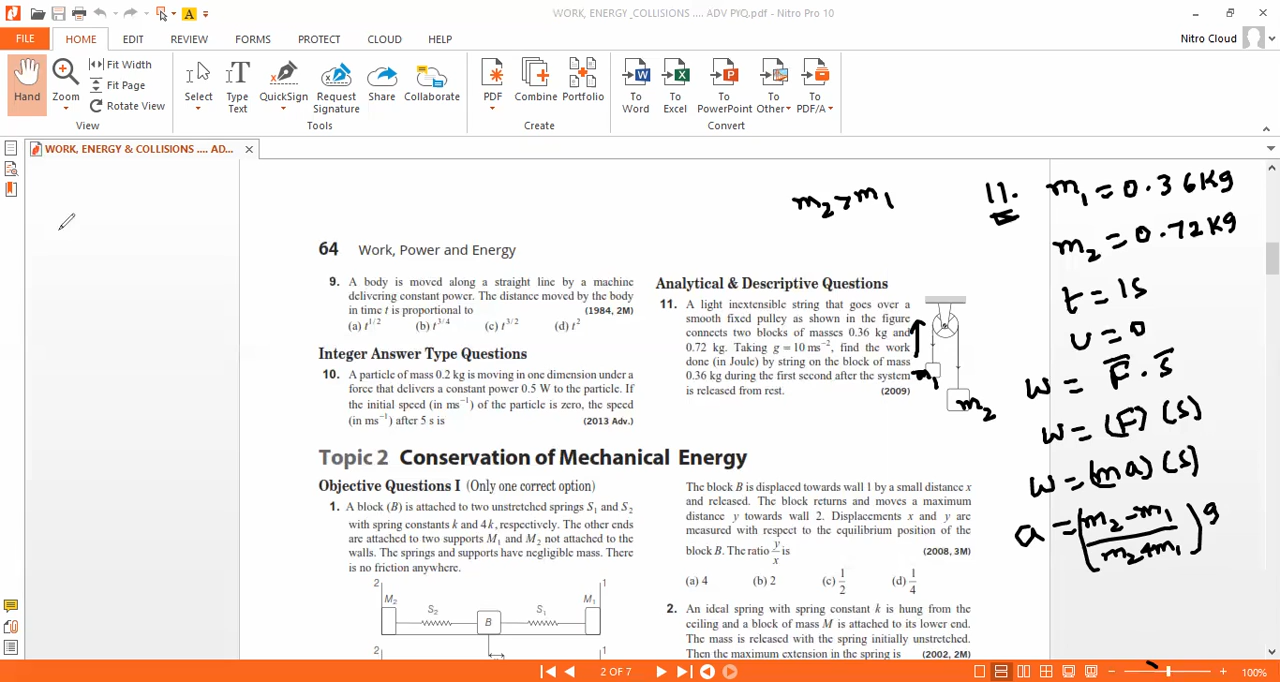 WORK, ENERGY _COLLISIONS .... ADV PYQ.pdf - Nitro Pro 10
FILE HOME EDIT REVIEW FORMS PROTECT CLOUD HELP
Nitro Cloud
Hand
Zoom
Fit Width
Fit Page
Rotate View
View
Select
Type Text
QuickSign
Request Signature
Share
Collaborate
Tools
PDF
Combine
Portfolio
Create
To Word
To Excel
To PowerPoint
To Other
To PDF/A
Convert
WORK, ENERGY & COLLISIONS .... AD...
64 Work, Power and Energy
9. A body is moved along a straight line by a machine
delivering constant power. The distance moved by the body
in time t is proportional to (1984, 2M)
(a) t^{1/2} (b) t^{3/4} (c) t^{3/2} (d) t^2
Integer Answer Type Questions
10. A particle of mass 0.2 kg is moving in one dimension under a
force that delivers a constant power 0.5 W to the particle. If
the initial speed (in ms⁻¹) of the particle is zero, the speed
(in ms⁻¹) after 5 s is (2013 Adv.)
m₂>m₁
Analytical & Descriptive Questions
11. A light inextensible string that goes over a
smooth fixed pulley as shown in the figure
connects two blocks of masses 0.36 kg and
0.72 kg. Taking g = 10 ms⁻², find the work
done (in Joule) by string on the block of mass
0.36 kg during the first second after the system
is released from rest. (2009)
m₁
m₂
11. m₁ = 0.36Kg
m₂ = 0.72Kg
t = 1s
u = 0
W = F̅ . S̅
W = (F) (S)
W = (ma) (S)
a = (m₂-m₁/m₂+m₁) g
Topic 2 Conservation of Mechanical Energy
Objective Questions I (Only one correct option)
1. A block (B) is attached to two unstretched springs S₁ and S₂
with spring constants k and 4k, respectively. The other ends
are attached to two supports M₁ and M₂ not attached to the
walls. The springs and supports have negligible mass. There
is no friction anywhere.
2 1
M₂ S₂ B S₁ M₁
2 1
The block B is displaced towards wall 1 by a small distance x
and released. The block returns and moves a maximum
distance y towards wall 2. Displacements x and y are
measured with respect to the equilibrium position of the
block B. The ratio y/x is (2008, 3M)
(a) 4 (b) 2 (c) 1/2 (d) 1/4
2. An ideal spring with spring constant k is hung from the
ceiling and a block of mass M is attached to its lower end.
The mass is released with the spring initially unstretched.
Then the maximum extension in the spring is (2002, 2M)
2 OF 7
100%